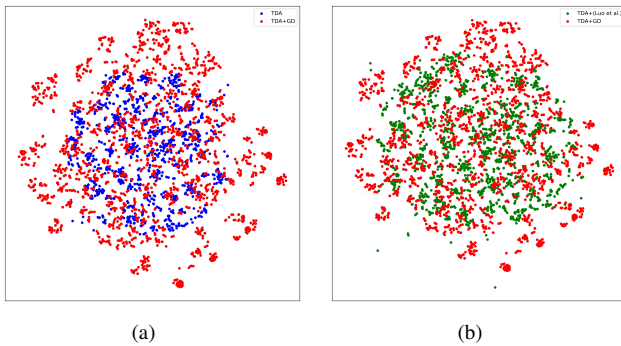 TDA
TDA+GD
TDA+(Luo et al.)
TDA+GD
(a)
(b)